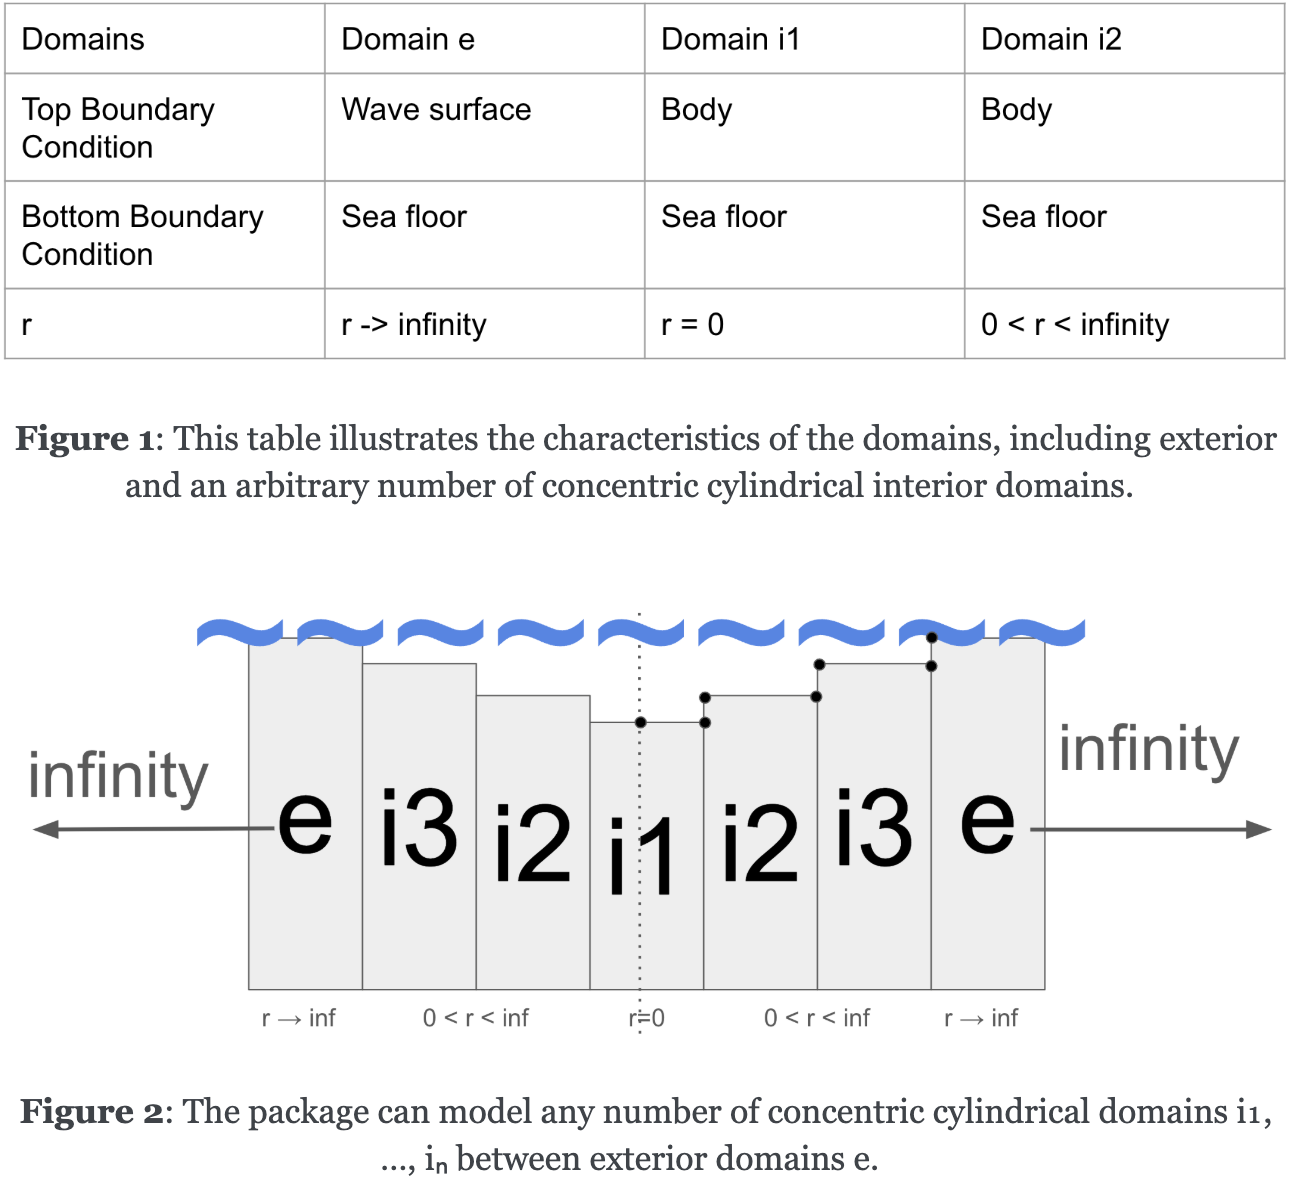 Domains Domain e Domain i1 Domain i2
Top Boundary Wave surface Body Body
Condition
Bottom Boundary Sea floor Sea floor Sea floor
Condition
r r -> infinity r = 0 0 < r < infinity
Figure 1: This table illustrates the characteristics of the domains, including exterior
and an arbitrary number of concentric cylindrical interior domains.
infinity infinity
e i3 i2 i1 i2 i3 e
r → inf 0 < r < inf r=0 0 < r < inf r → inf
Figure 2: The package can model any number of concentric cylindrical domains i1,
..., iₙ between exterior domains e.